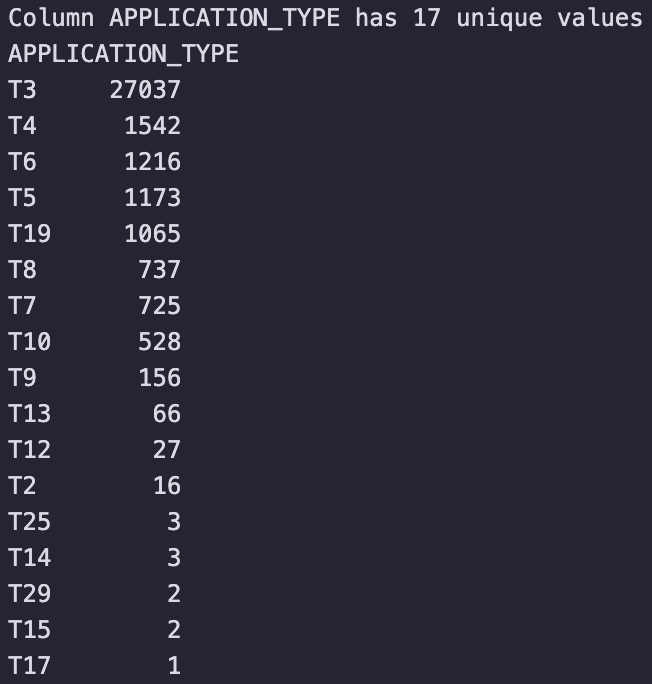 Column APPLICATION_TYPE has 17 unique values
APPLICATION_TYPE
T3     27037
T4      1542
T6      1216
T5      1173
T19     1065
T8       737
T7       725
T10      528
T9       156
T13       66
T12       27
T2        16
T25        3
T14        3
T29        2
T15        2
T17        1